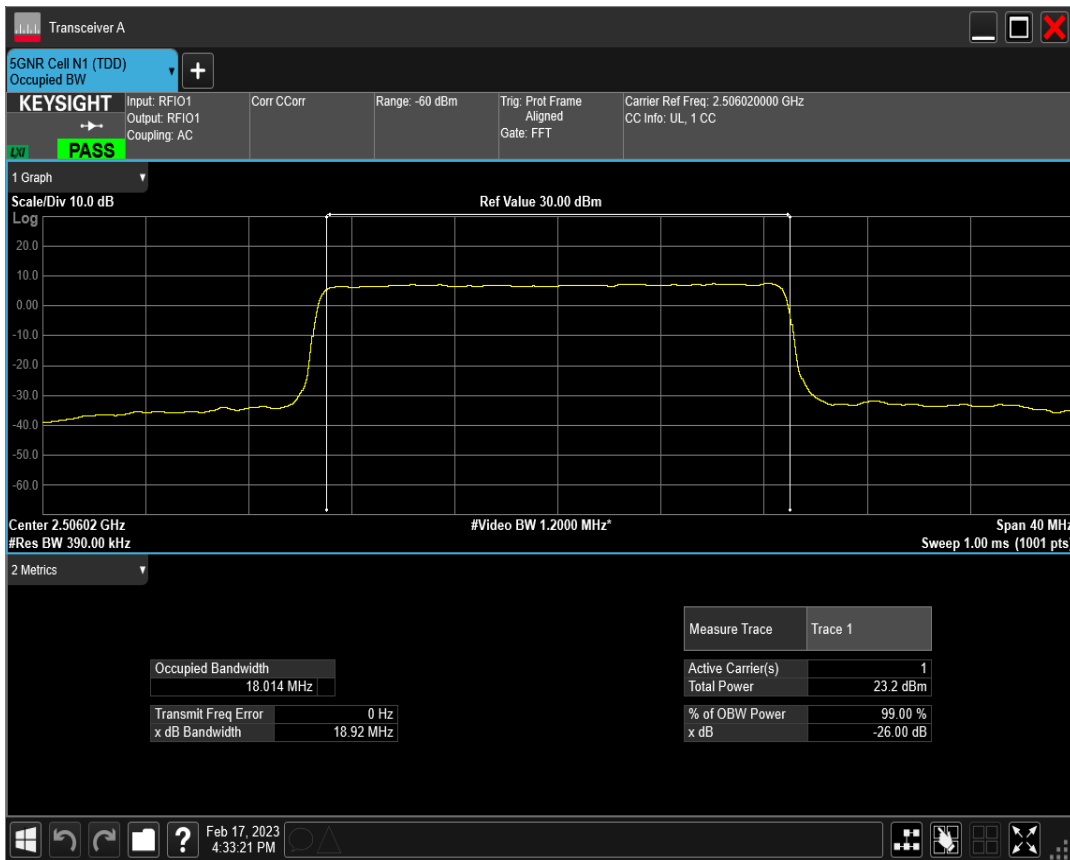 Transceiver A
5GNR Cell N1 (TDD)
Occupied BW
KEYSIGHT
LXI
PASS
Input: RFIO1
Output: RFIO1
Coupling: AC
Corr CCorr
Range: -60 dBm
Trig: Prot Frame
Aligned
Gate: FFT
Carrier Ref Freq: 2.506020000 GHz
CC Info: UL, 1 CC
1 Graph
Scale/Div 10.0 dB
Ref Value 30.00 dBm
Log
20.0
10.0
0.00
-10.0
-20.0
-30.0
-40.0
-50.0
-60.0
Center 2.50602 GHz
#Video BW 1.2000 MHz*
Span 40 MHz
#Res BW 390.00 kHz
Sweep 1.00 ms (1001 pts)
2 Metrics
Measure Trace Trace 1
Occupied Bandwidth
18.014 MHz
Active Carrier(s) 1
Total Power 23.2 dBm
Transmit Freq Error 0 Hz
x dB Bandwidth 18.92 MHz
% of OBW Power 99.00 %
x dB -26.00 dB
Feb 17, 2023
4:33:21 PM